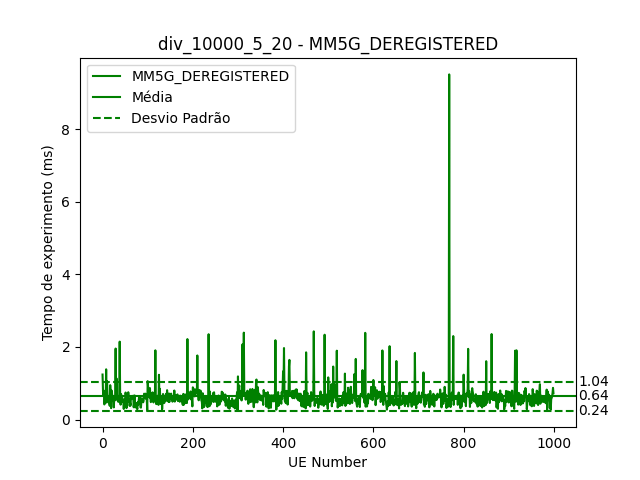 div_10000_5_20 - MM5G_DEREGISTERED
MM5G_DEREGISTERED
Média
Desvio Padrão
Tempo de experimento (ms)
8
6
4
2
0
1.04
0.64
0.24
0 200 400 600 800 1000
UE Number